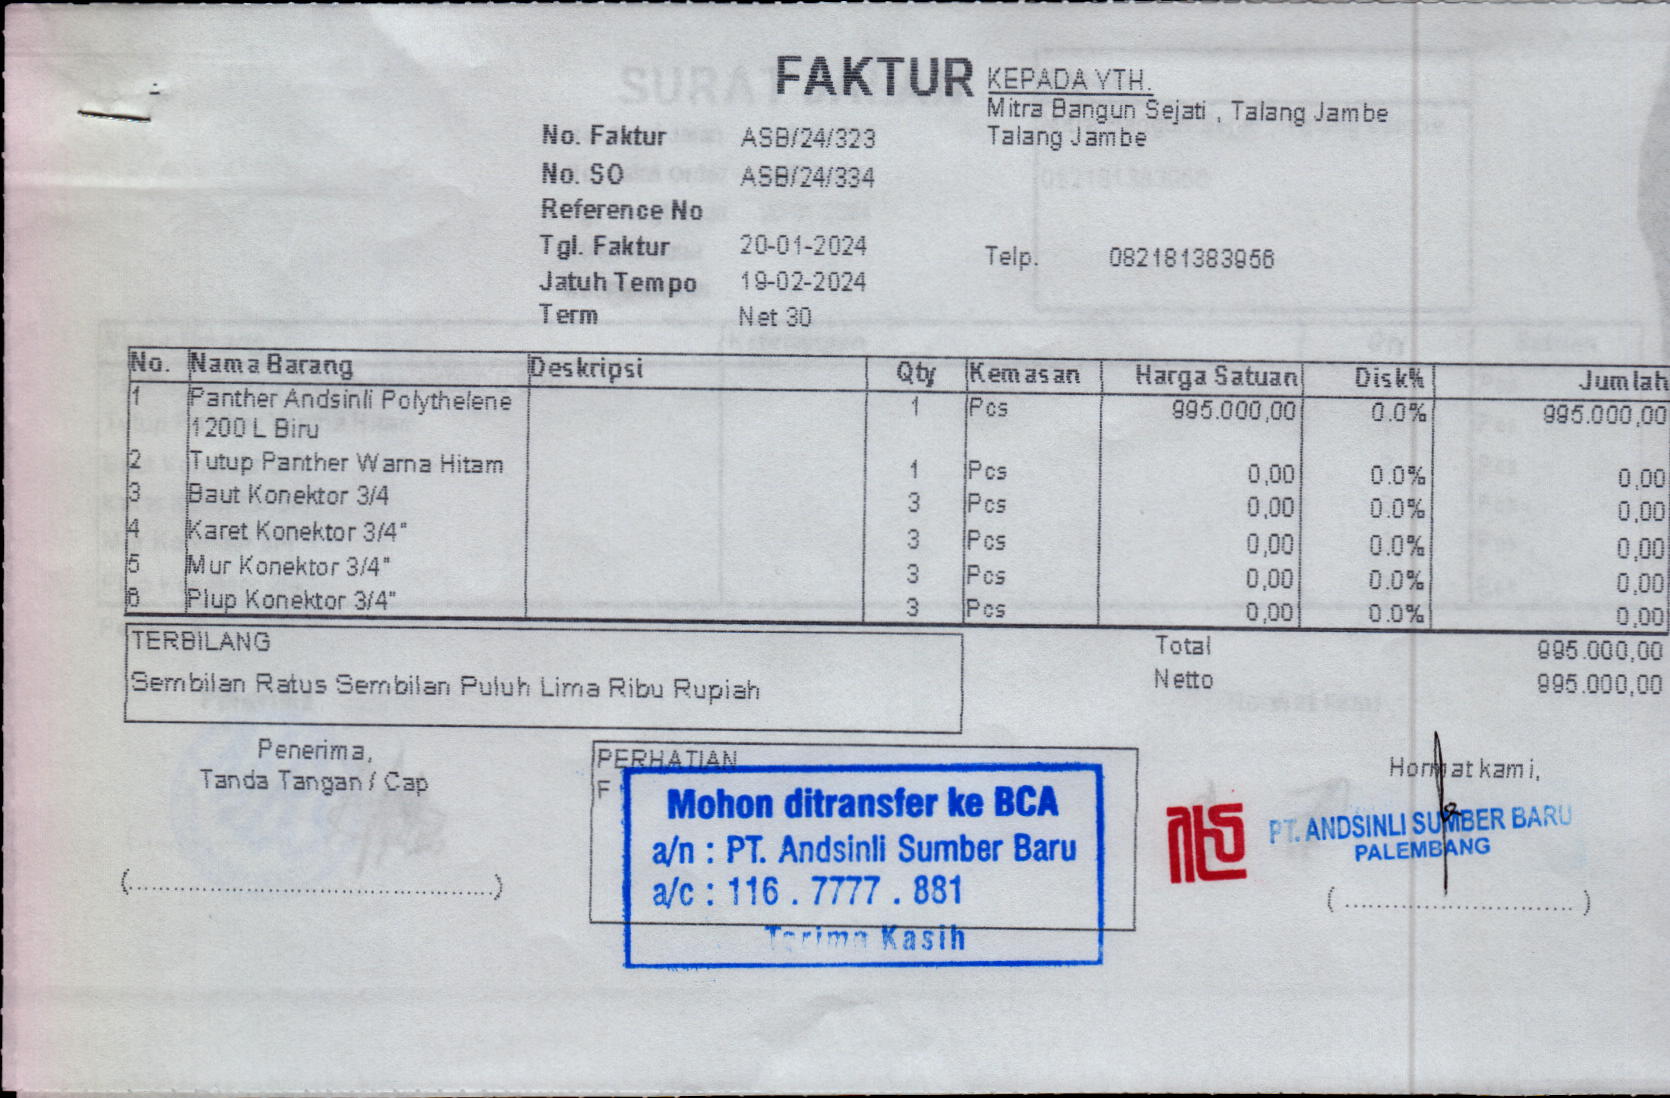 FAKTUR
No. Faktur ASB/24/323
No. SO ASB/24/334
Reference No
Tgl. Faktur 20-01-2024
Jatuh Tempo 19-02-2024
Term Net 30
KEPADA YTH.
Mitra Bangun Sejati , Talang Jambe
Talang Jambe
Telp. 082181383956
No. Nama Barang Deskripsi Qty Kemasan Harga Satuan Disk% Jumlah
1 Panther Andsinli Polythelene 1 Pcs 995.000,00 0.0% 995.000,00
1200 L Biru
2 Tutup Panther Warna Hitam 1 Pcs 0,00 0.0% 0,00
3 Baut Konektor 3/4 3 Pcs 0,00 0.0% 0,00
4 Karet Konektor 3/4" 3 Pcs 0,00 0.0% 0,00
5 Mur Konektor 3/4" 3 Pcs 0,00 0.0% 0,00
6 Plup Konektor 3/4" 3 Pcs 0,00 0.0% 0,00
TERBILANG
Sembilan Ratus Sembilan Puluh Lima Ribu Rupiah
Total 995.000,00
Netto 995.000,00
Penerima,
Tanda Tangan / Cap
(..........................................)
PERHATIAN
F
Mohon ditransfer ke BCA
a/n : PT. Andsinli Sumber Baru
a/c : 116 . 7777 . 881
Terima Kasih
Hormat kami,
PT. ANDSINLI SUMBER BARU
PALEMBANG
( ............................ )